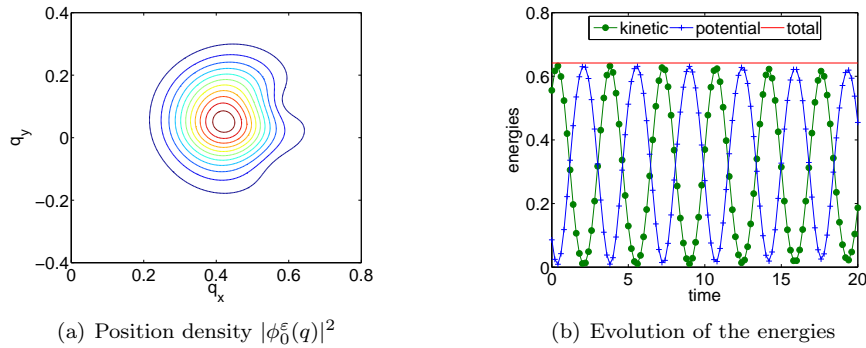 0.4
0.2
0
−0.2
−0.4
q_y
0 0.2 0.4 0.6 0.8
q_x
(a) Position density |ϕ_0^ε(q)|^2
kinetic potential total
0.8
0.6
0.4
0.2
0
energies
0 5 10 15 20
time
(b) Evolution of the energies